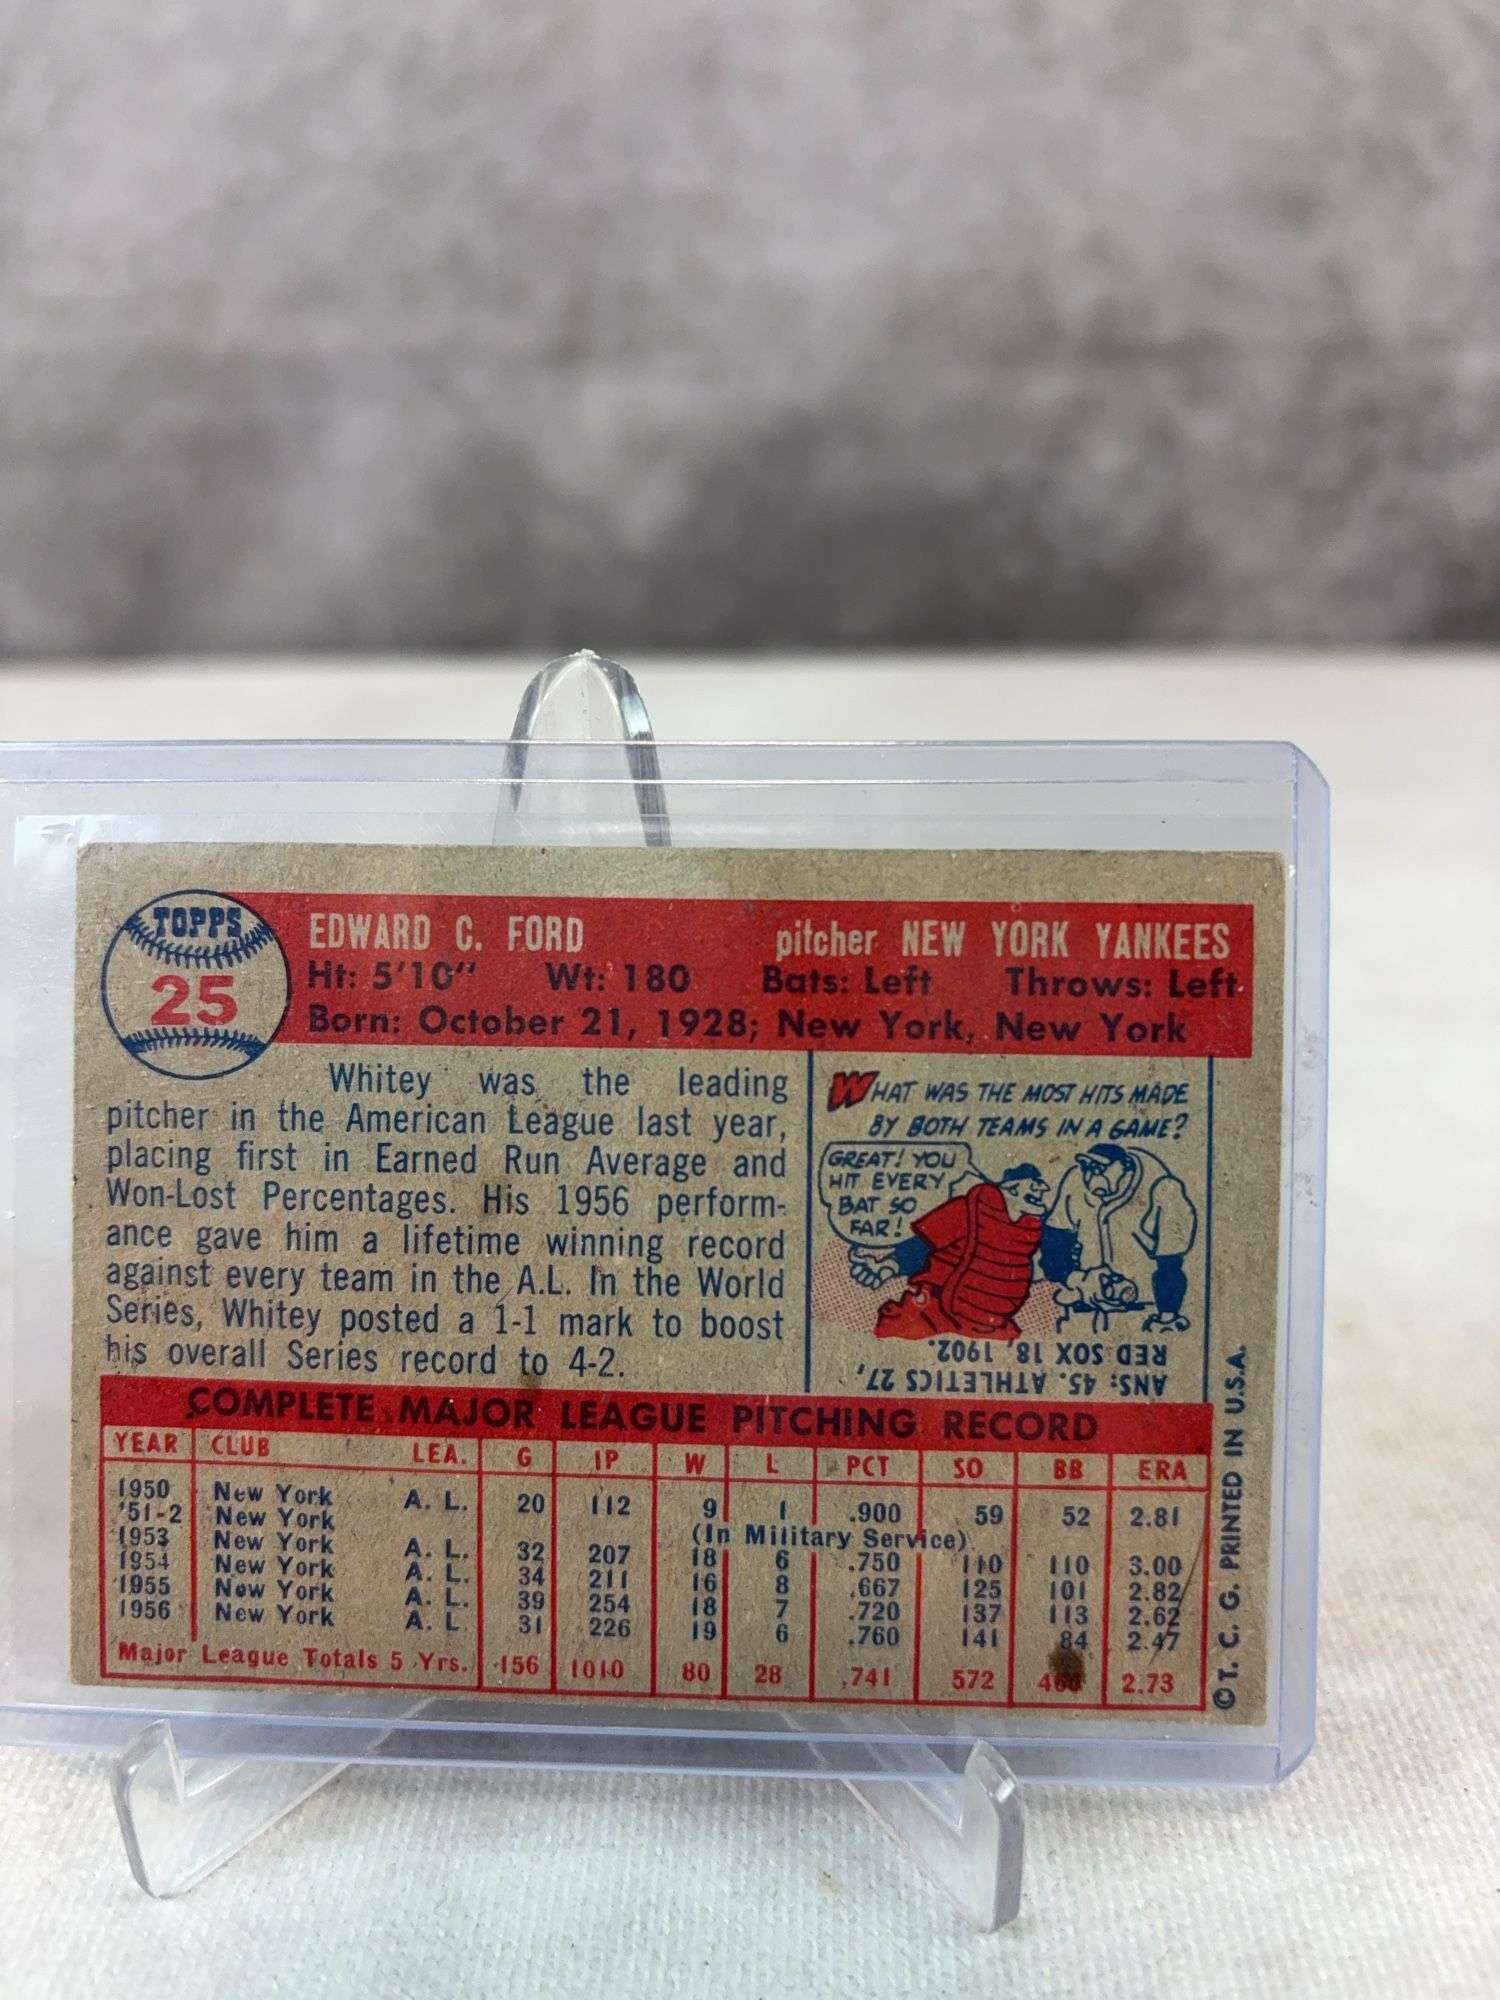 TOPPS
25
EDWARD C. FORD pitcher NEW YORK YANKEES
Ht: 5'10" Wt: 180 Bats: Left Throws: Left
Born: October 21, 1928; New York, New York
Whitey was the leading
pitcher in the American League last year,
placing first in Earned Run Average and
Won-Lost Percentages. His 1956 perform-
ance gave him a lifetime winning record
against every team in the A.L. In the World
Series, Whitey posted a 1-1 mark to boost
his overall Series record to 4-2.
WHAT WAS THE MOST HITS MADE
BY BOTH TEAMS IN A GAME?
GREAT! YOU
HIT EVERY
BAT SO
FAR!
ANS: 45. ATHLETICS 27,
RED SOX 18, 1902.
COMPLETE MAJOR LEAGUE PITCHING RECORD
YEAR CLUB LEA. G IP W L PCT SO BB ERA
1950 New York A. L. 20 112 9 1 .900 59 52 2.81
'51-2 New York (In Military Service)
1953 New York A. L. 32 207 18 6 .750 110 110 3.00
1954 New York A. L. 34 211 16 8 .667 125 101 2.82
1955 New York A. L. 39 254 18 7 .720 137 113 2.62
1956 New York A. L 31 226 19 6 .760 141 84 2.47
Major League Totals 5 Yrs. 156 1010 80 28 .741 572 2.73
© T. C. G. PRINTED IN U.S.A.